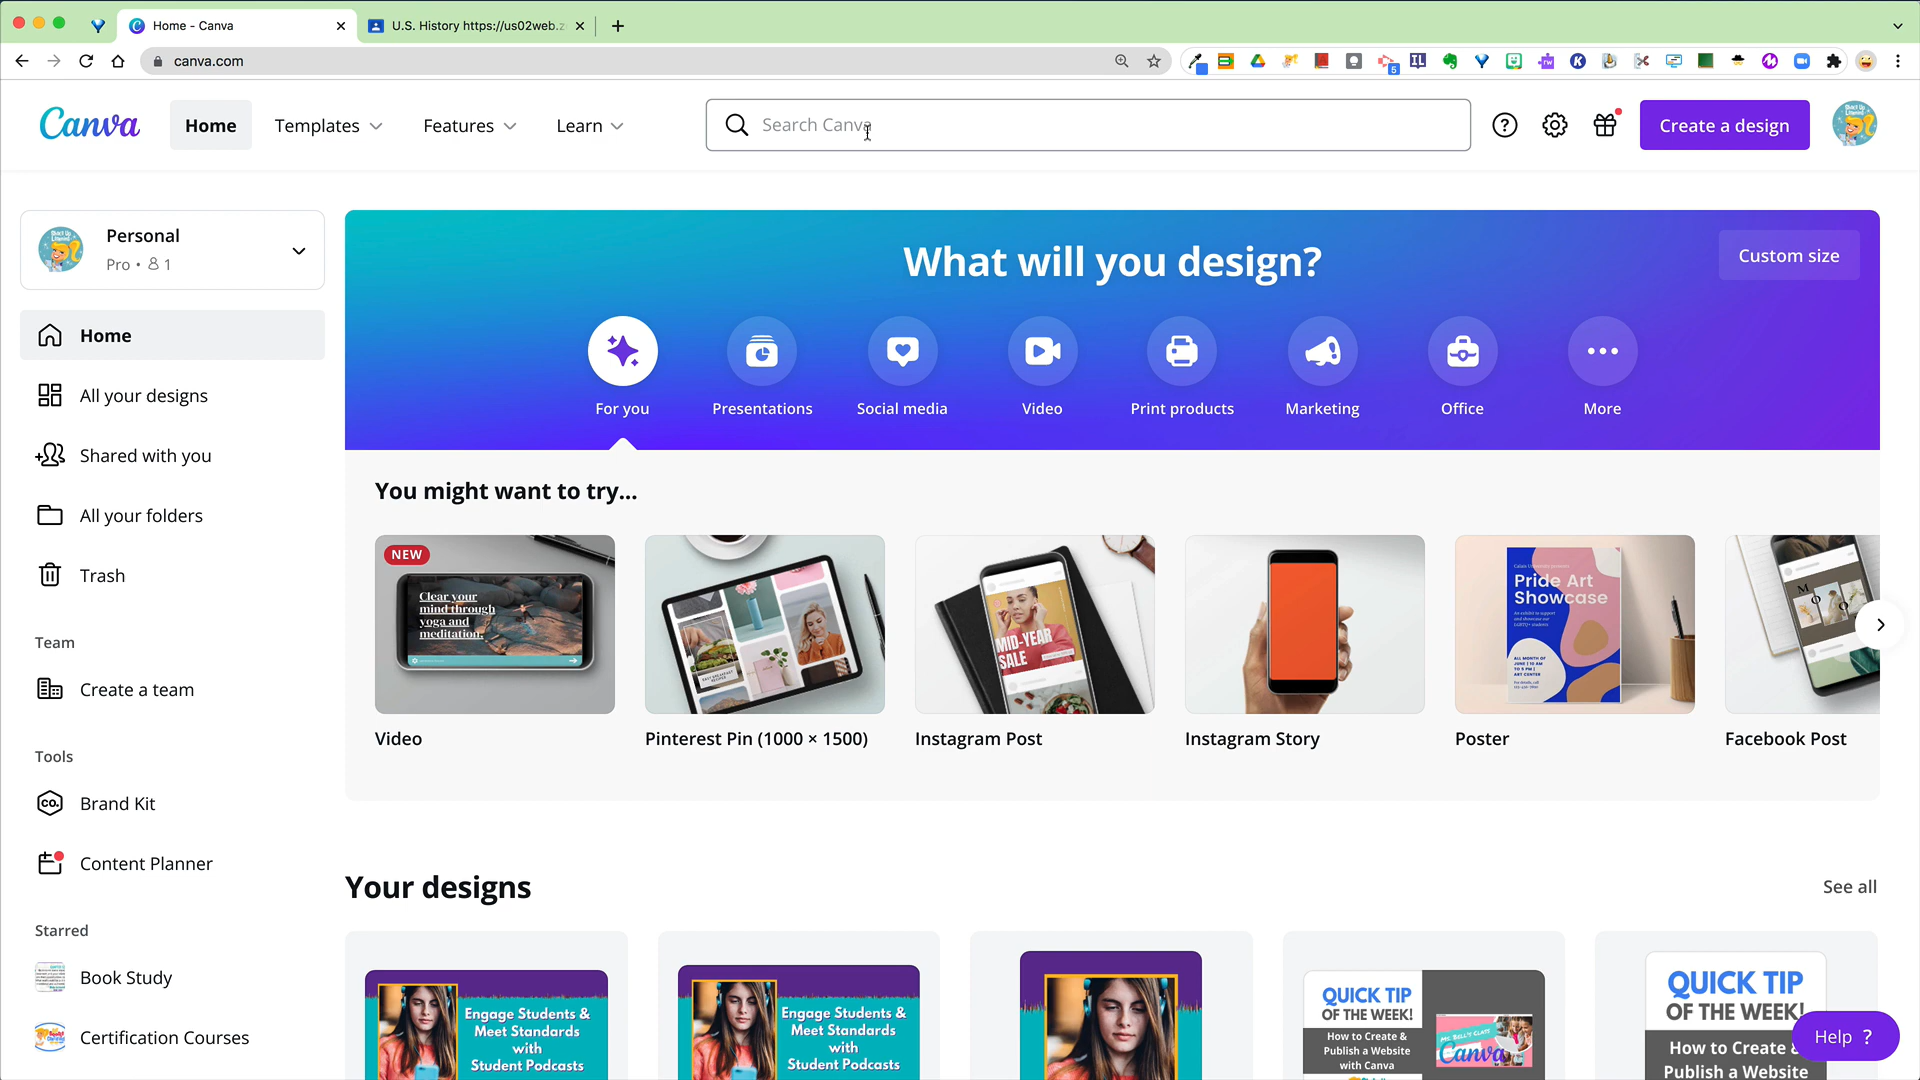 Home - Canva
U.S. History https://us02web.z
canva.com
5
Canva
Home
Templates
Features
Learn
Search Canva
Create a design
Personal
Pro • 1
Home
All your designs
Shared with you
All your folders
Trash
Team
Create a team
Tools
Brand Kit
Content Planner
Starred
Book Study
Certification Courses
What will you design?
Custom size
For you
Presentations
Social media
Video
Print products
Marketing
Office
More
You might want to try...
NEW
Clear your
mind through
yoga and
meditation.
MID-YEAR
SALE
Pride Art
Showcase
Video
Pinterest Pin (1000 × 1500)
Instagram Post
Instagram Story
Poster
Facebook Post
Your designs
See all
Engage Students &
Meet Standards
with
Student Podcasts
Engage Students &
Meet Standards
with
Student Podcasts
QUICK TIP
OF THE WEEK!
How to Create &
Publish a Website
with Canva
Canva
QUICK TIP
OF THE WEEK!
How to Create &
Publish a Website
Help ?